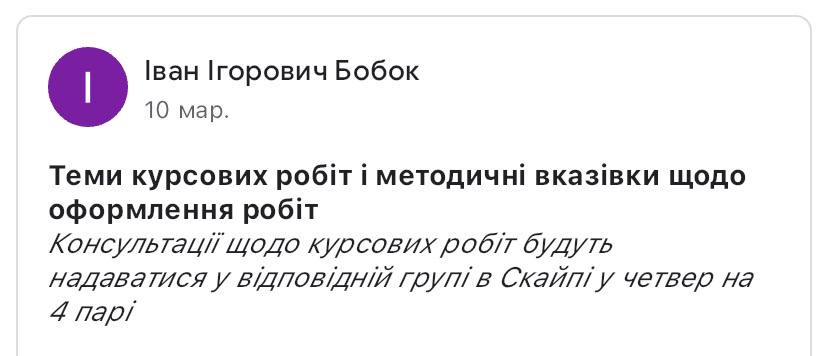 І
Іван Ігорович Бобок
10 мар.
Теми курсових робіт і методичні вказівки щодо
оформлення робіт
Консультації щодо курсових робіт будуть
надаватися у відповідній групі в Скайпі у четвер на
4 парі